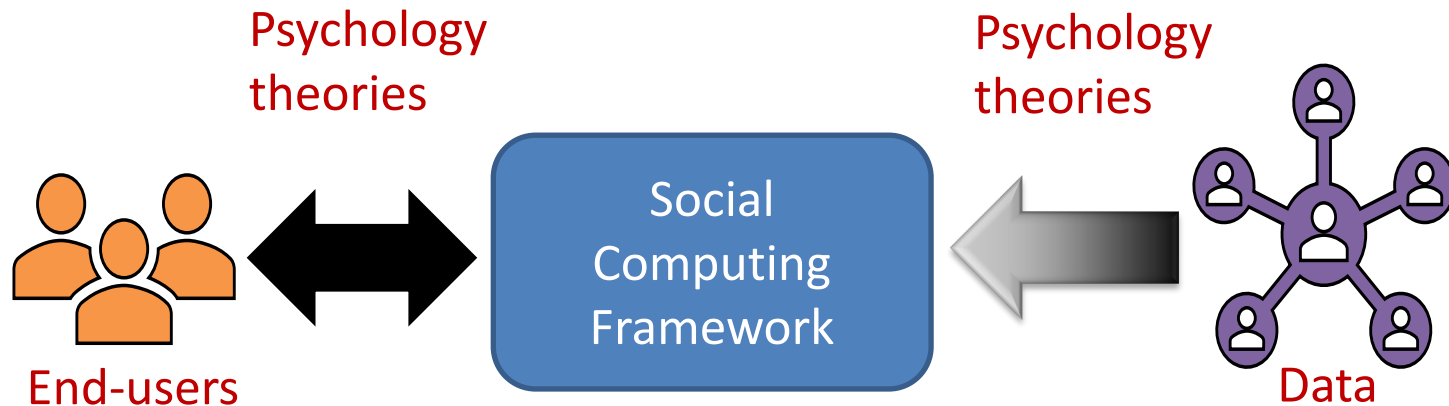 Psychology
theories
Psychology
theories
Social
Computing
Framework
End-users
Data